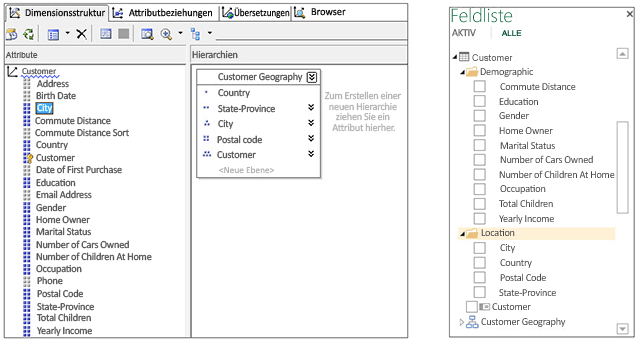 Dimensionsstruktur
Attributbeziehungen
Übersetzungen
Browser
Attribute
Customer
Address
Birth Date
City
Commute Distance
Commute Distance Sort
Country
Customer
Date of First Purchase
Education
Email Address
Gender
Home Owner
Marital Status
Number of Cars Owned
Number of Children At Home
Occupation
Phone
Postal Code
State-Province
Total Children
Yearly Income
Hierarchien
Customer Geography
Country
State-Province
City
Postal code
Customer
<Neue Ebene>
Zum Erstellen einer
neuen Hierarchie
ziehen Sie ein
Attribut hierher.
Feldliste
AKTIV
ALLE
Customer
Demographic
Commute Distance
Education
Gender
Home Owner
Marital Status
Number of Cars Owned
Number of Children At Home
Occupation
Total Children
Yearly Income
Location
City
Country
Postal Code
State-Province
Customer
Customer Geography